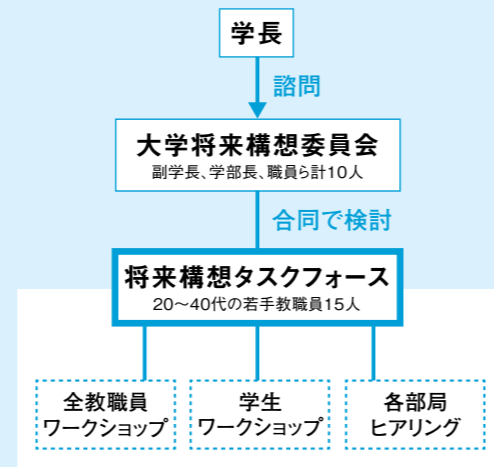 学長
諮問
大学将来構想委員会
副学長、学部長、職員ら計10人
合同で検討
将来構想タスクフォース
20〜40代の若手教職員15人
全教職員
ワークショップ
学生
ワークショップ
各部局
ヒアリング